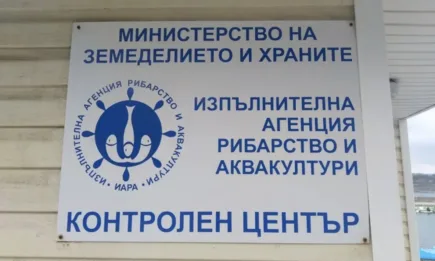 МИНИСТЕРСТВО НА
ЗЕМЕДЕЛИЕТО И ХРАНИТЕ
ИЗПЪЛНИТЕЛНА АГЕНЦИЯ РИБАРСТВО И АКВАКУЛТУРИ
ИАРА
ИЗПЪЛНИТЕЛНА
АГЕНЦИЯ
РИБАРСТВО И
АКВАКУЛТУРИ
КОНТРОЛЕН ЦЕНТЪР